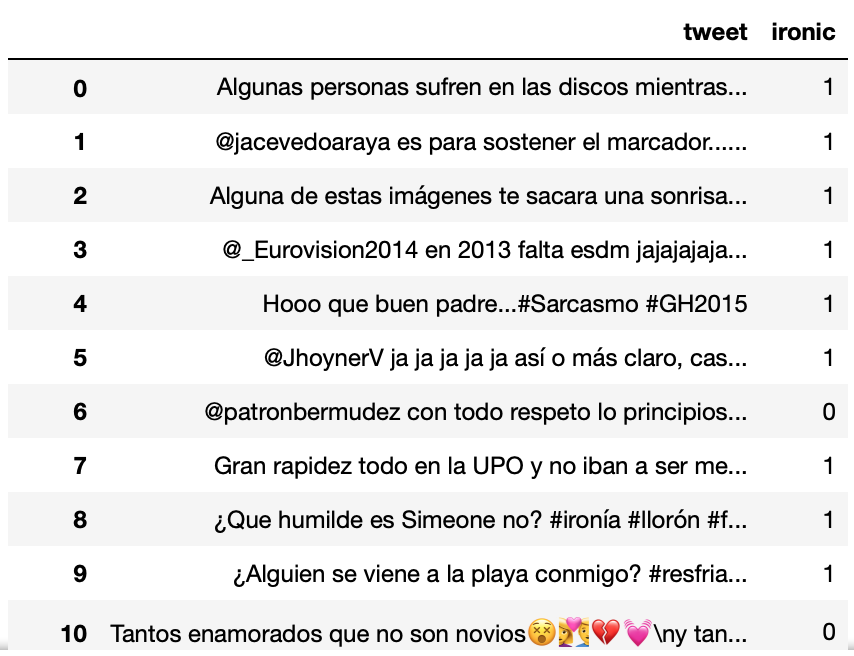 tweet ironic
0 Algunas personas sufren en las discos mientras... 1
1 @jacevedoaraya es para sostener el marcador...... 1
2 Alguna de estas imágenes te sacara una sonrisa... 1
3 @_Eurovision2014 en 2013 falta esdm jajajajaja... 1
4 Hooo que buen padre...#Sarcasmo #GH2015 1
5 @JhoynerV ja ja ja ja ja así o más claro, cas... 1
6 @patronbermudez con todo respeto lo principios... 0
7 Gran rapidez todo en la UPO y no iban a ser me... 1
8 ¿Que humilde es Simeone no? #ironía #llorón #f... 1
9 ¿Alguien se viene a la playa conmigo? #resfria... 1
10 Tantos enamorados que no son novios😵💑💔💓\ny tan... 0